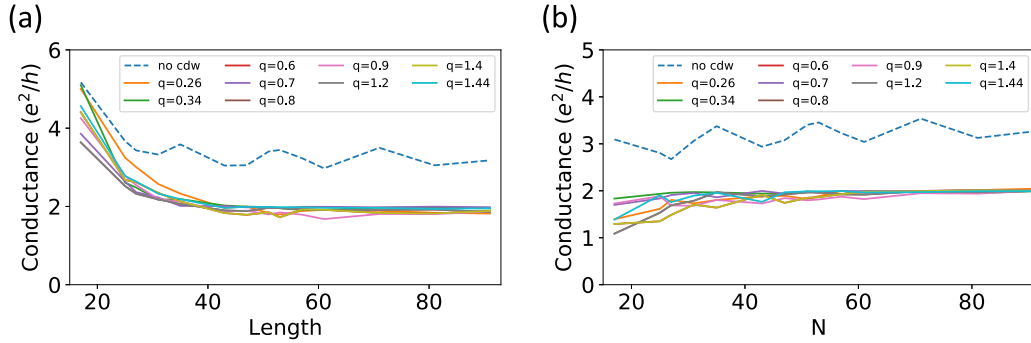 (a)
6
4
2
0
Conductance (e²/h)
no cdw q=0.6 q=0.9 q=1.4
q=0.26 q=0.7 q=1.2 q=1.44
q=0.34 q=0.8
20 40 60 80
Length
(b)
5
4
3
2
1
0
Conductance (e²/h)
no cdw q=0.6 q=0.9 q=1.4
q=0.26 q=0.7 q=1.2 q=1.44
q=0.34 q=0.8
20 40 60 80
N